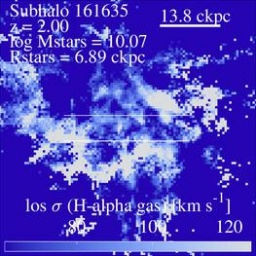 Subhalo 161635
13.8 ckpc
z = 2.00
log Mstars = 10.07
Rstars = 6.89 ckpc
los σ (H-alpha gas) [km s⁻¹]
80 100 120